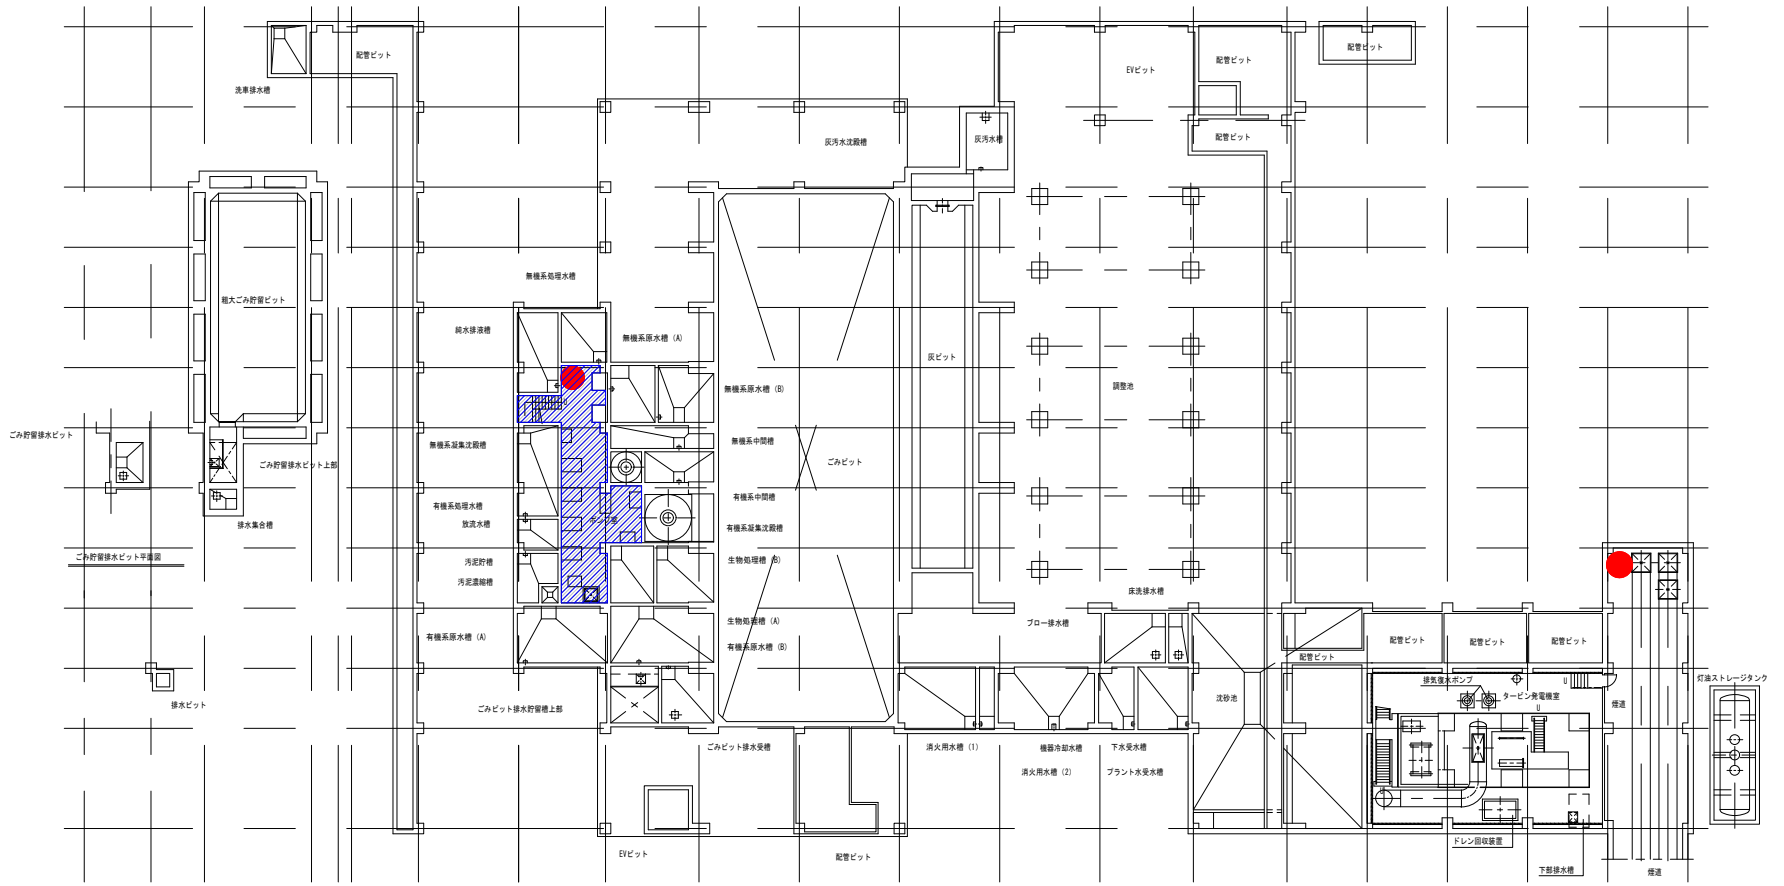 配管ピット
配管ピット
EVピット
配管ピット
洗車排水槽
灰汚水沈殿槽
灰汚水槽
配管ピット
粗大ごみ貯留ピット
無機系処理水槽
純水排液槽
無機系原水槽 (A)
灰ピット
調整池
無機系原水槽 (B)
ごみ貯留排水ピット
無機系凝集沈殿槽
無機系中間槽
ごみ貯留排水ピット上部
ごみピット
有機系処理水槽
有機系中間槽
放流水槽
排水集合槽
ポンプ室
有機系凝集沈殿槽
ごみ貯留排水ピット平面図
汚泥貯槽
生物処理槽 (B)
汚泥濃縮槽
床洗排水槽
生物処理槽 (A)
ブロー排水槽
有機系原水槽 (A)
有機系原水槽 (B)
配管ピット
配管ピット
配管ピット
配管ピット
排気復水ポンプ
U
灯油ストレージタンク
タービン発電機室
沈砂池
排水ピット
ごみピット排水貯留槽上部
U
煙道
ごみピット排水受槽
消火用水槽 (1)
機器冷却水槽
下水受水槽
消火用水槽 (2)
プラント水受水槽
EVピット
配管ピット
ドレン回収装置
下部排水槽
煙道